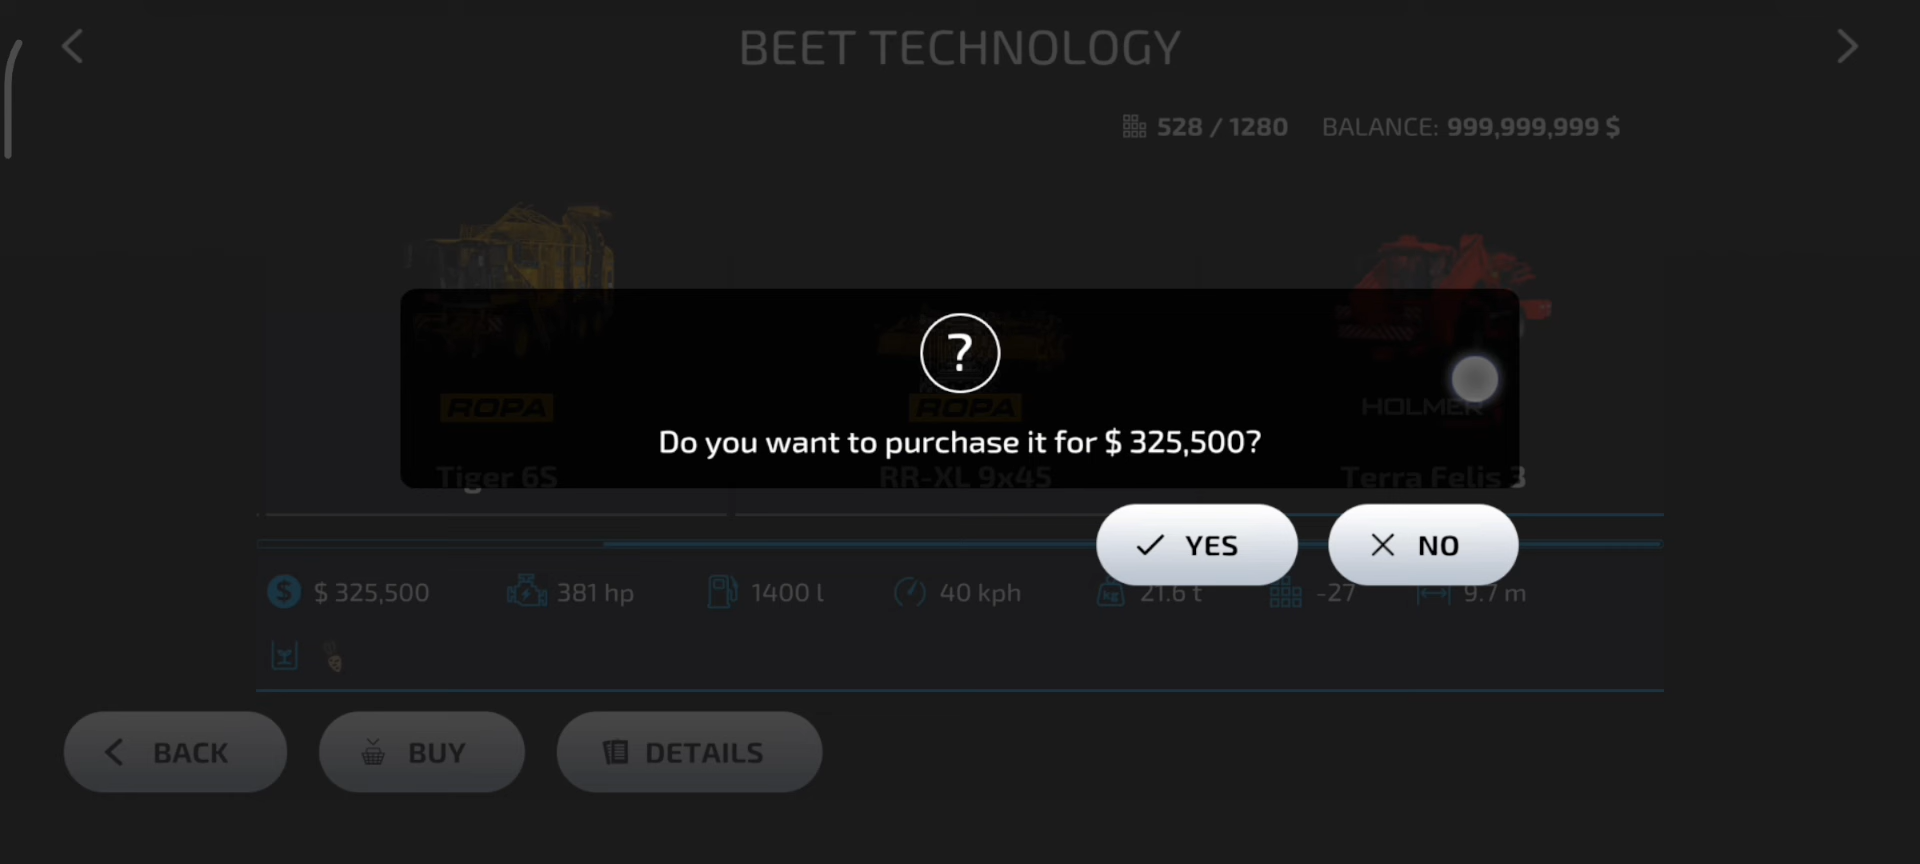 BEET TECHNOLOGY
528 / 1280 BALANCE: 999,999,999 $
?
ROPA ROPA HOLMER
Do you want to purchase it for $ 325,500?
Tiger 6S RR-XL 9x45 Terra Felis 3
YES NO
$ 325,500 381 hp 1400 l 40 kph kg 21.6 t -27 9.7 m
BACK BUY DETAILS